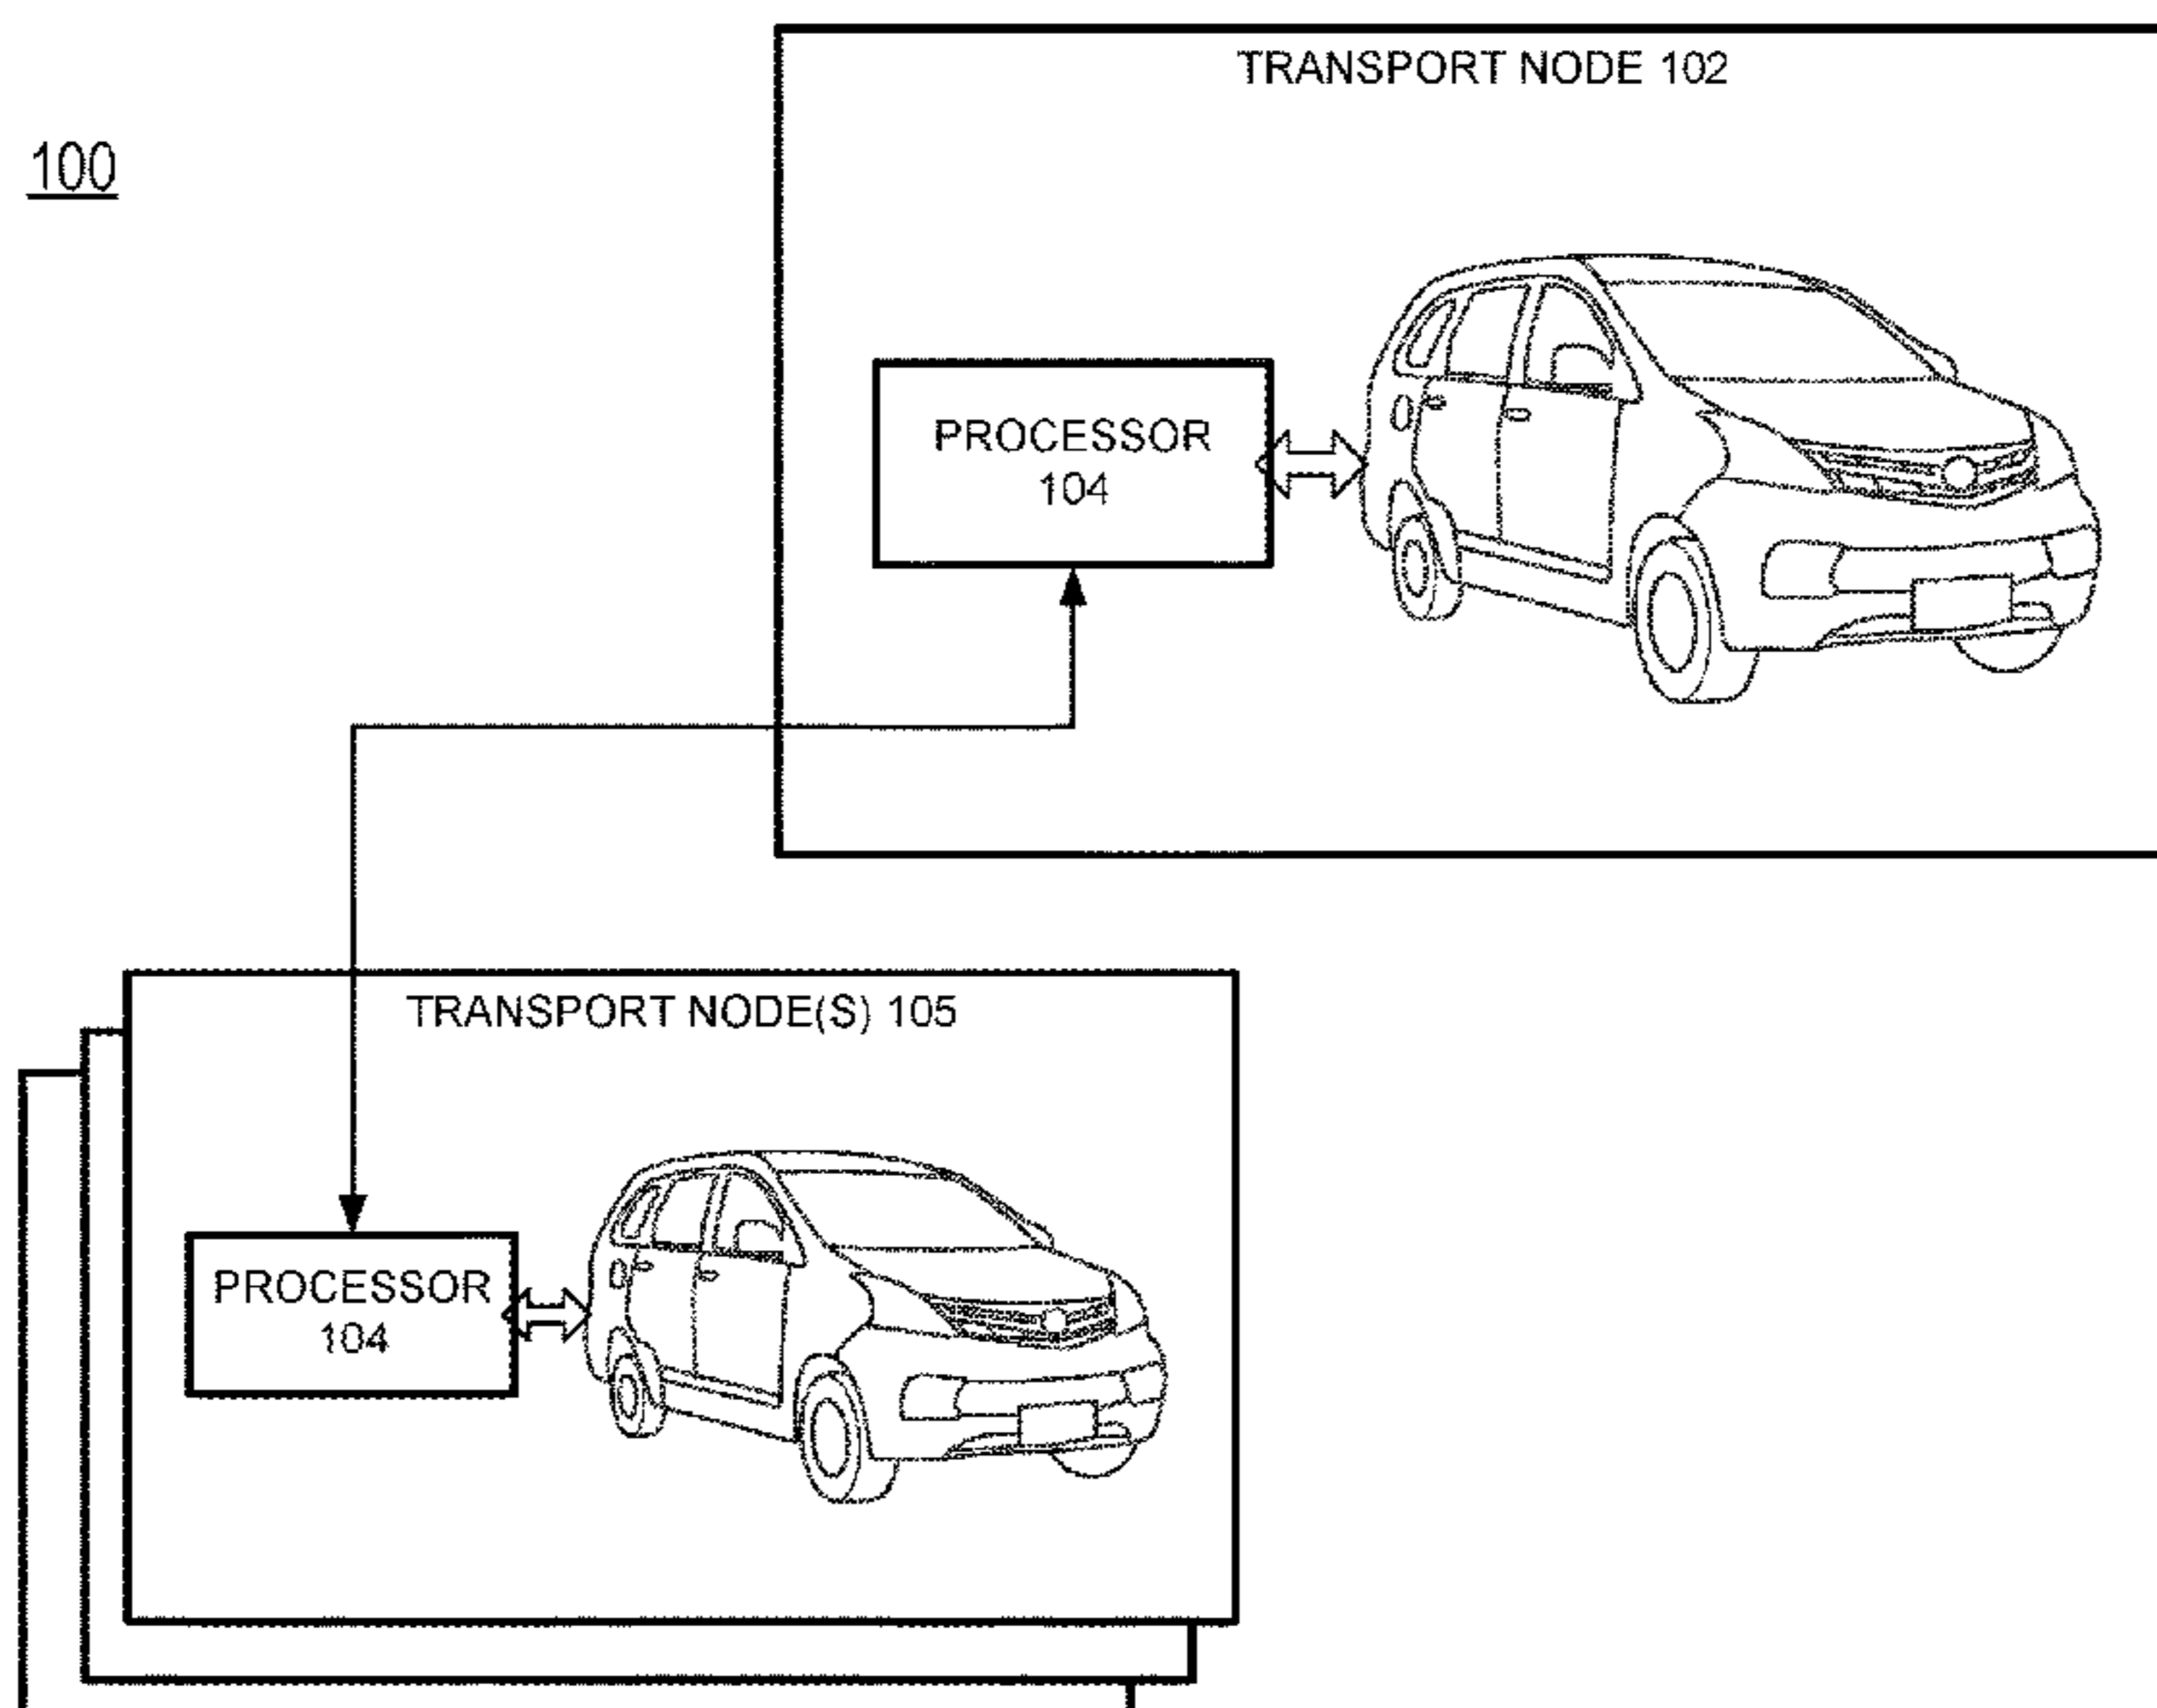 TRANSPORT NODE 102
100
PROCESSOR
104
TRANSPORT NODE(S) 105
PROCESSOR
104